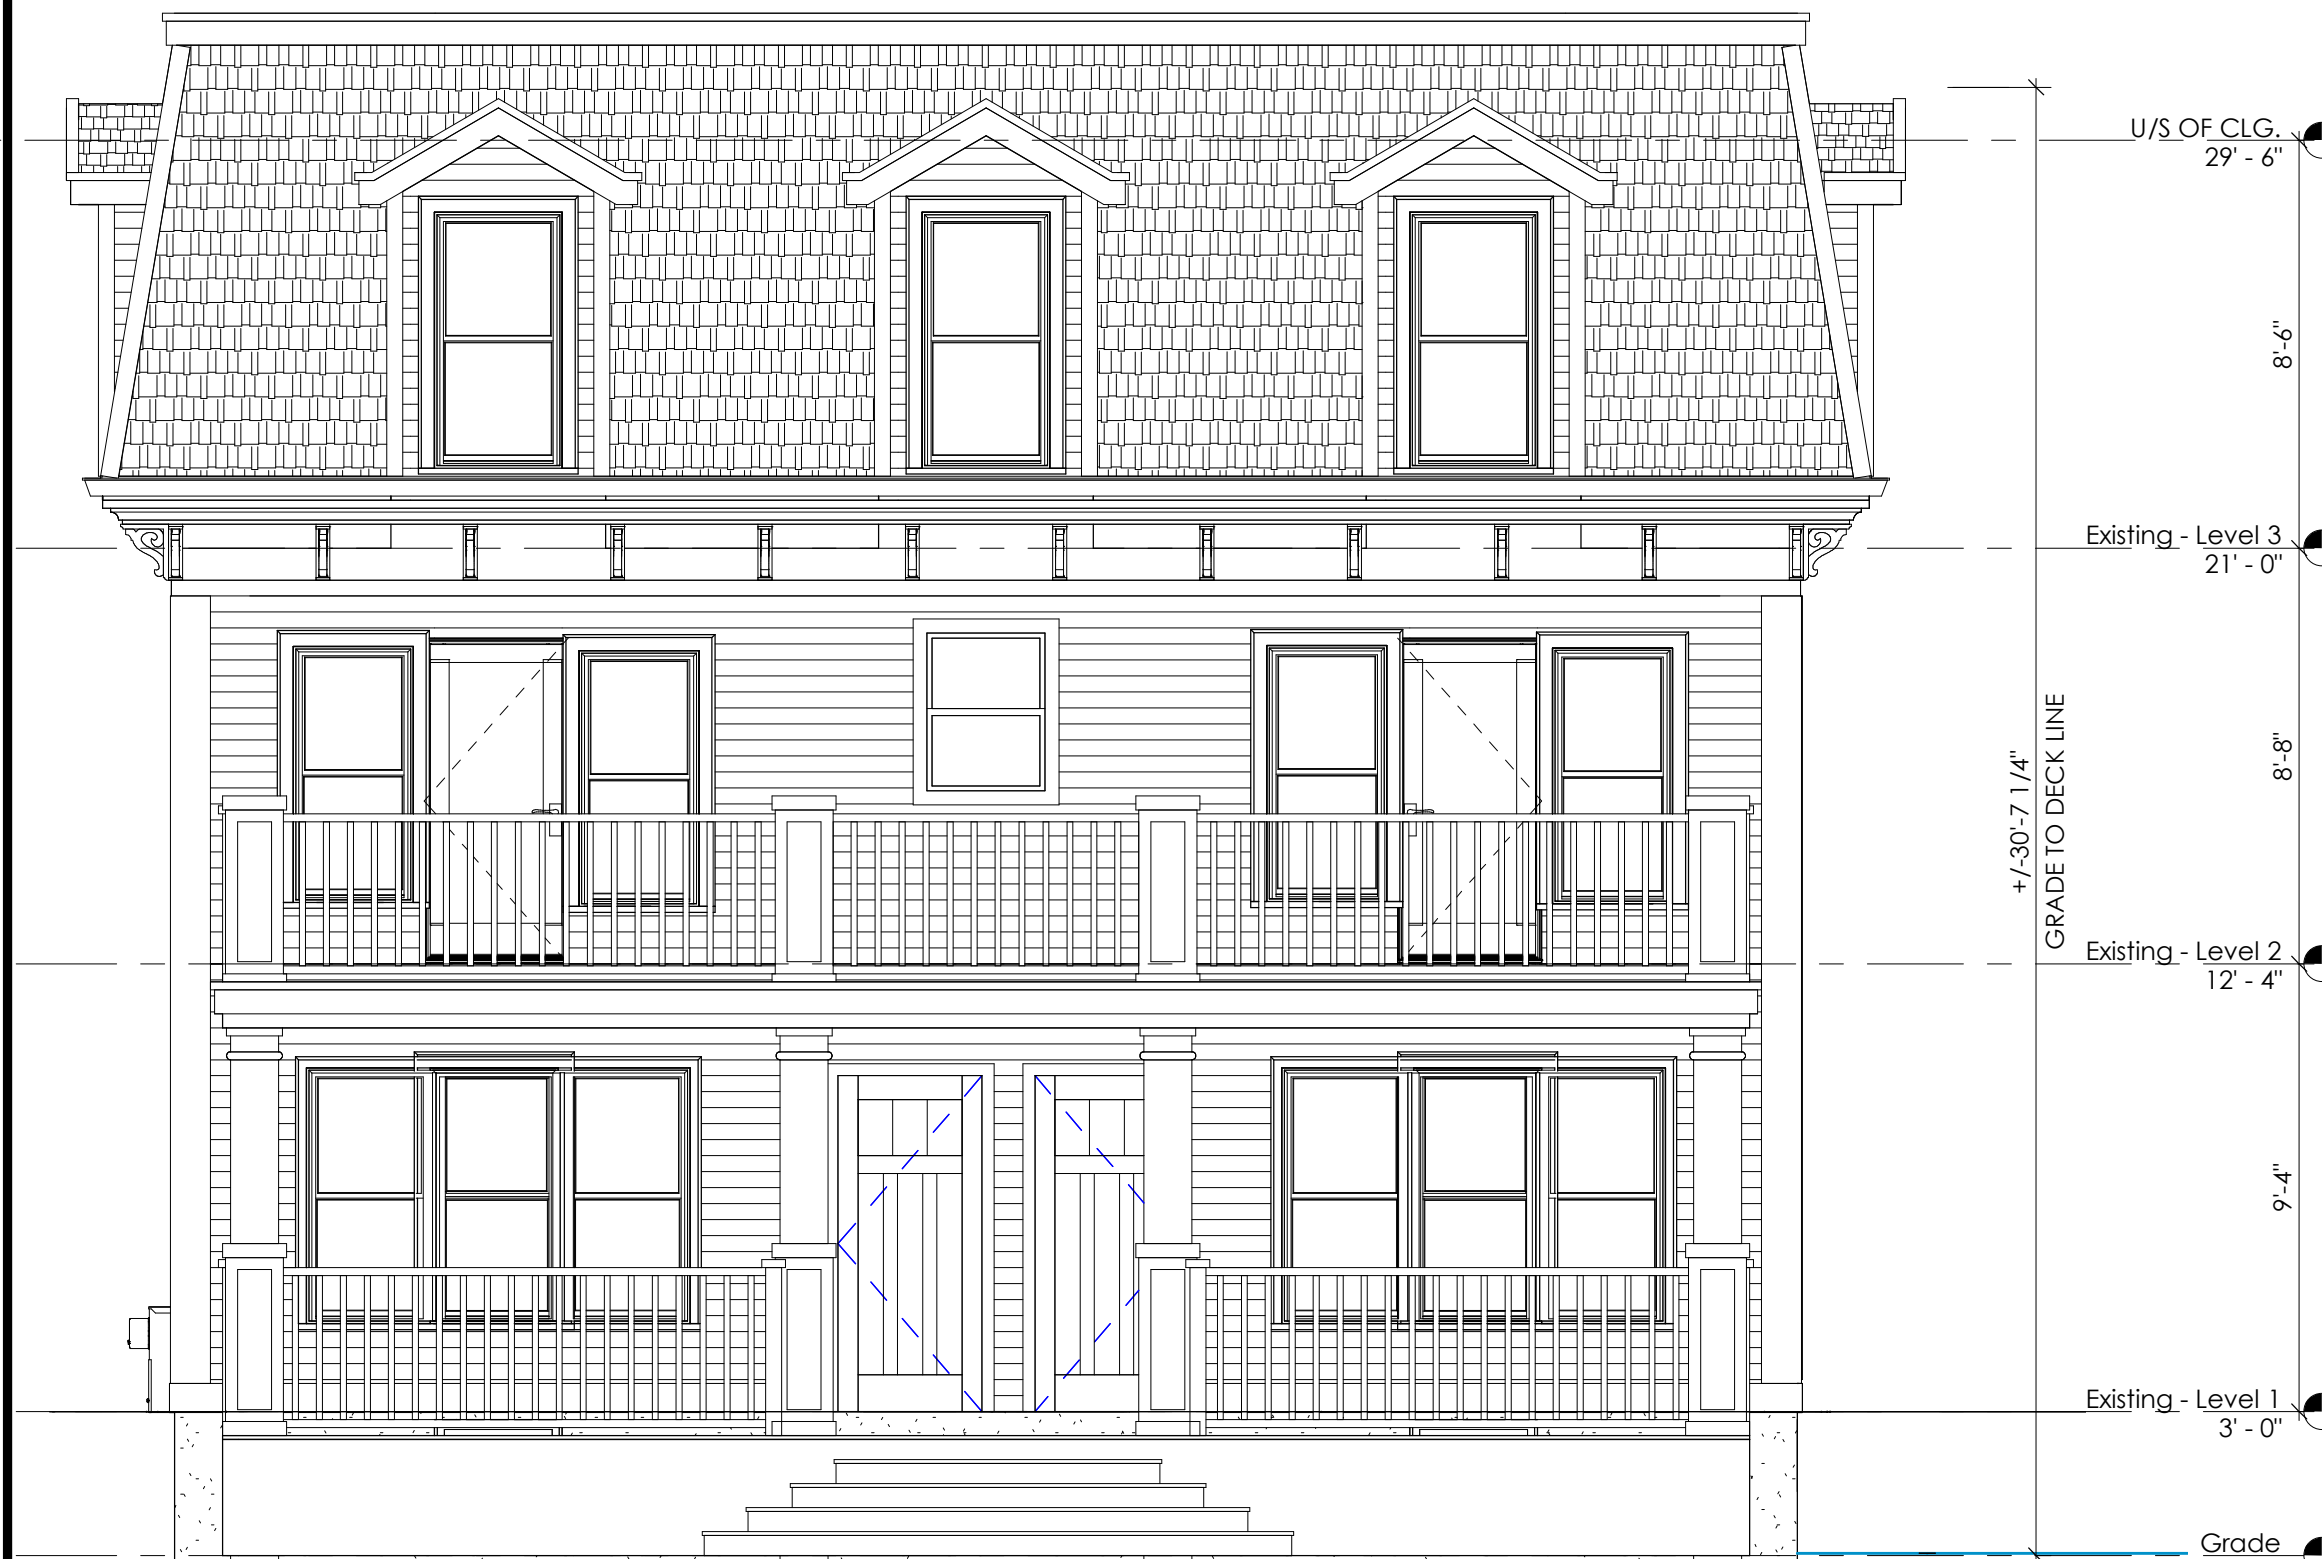 U/S OF CLG.
29' - 6"
8'-6"
Existing - Level 3
21' - 0"
8'-8"
+/-30'-7 1/4"
GRADE TO DECK LINE
Existing - Level 2
12' - 4"
9'-4"
Existing - Level 1
3' - 0"
Grade